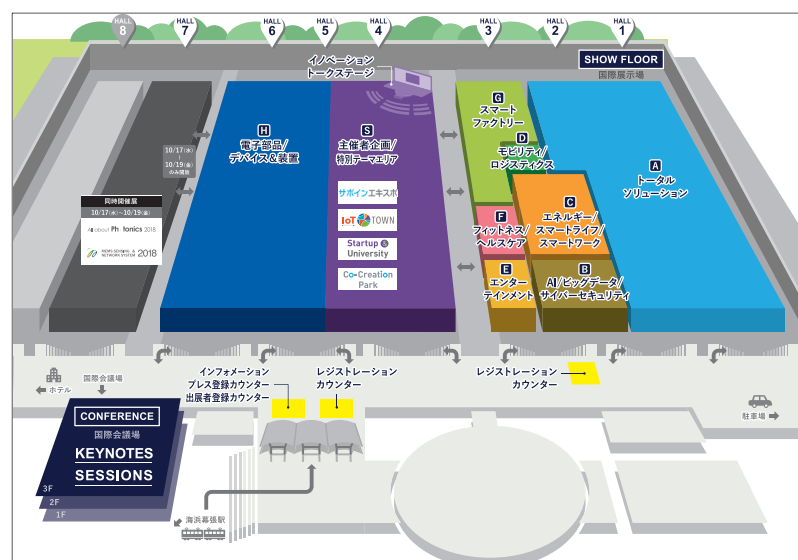 HALL
8
HALL
7
HALL
6
HALL
5
HALL
4
HALL
3
HALL
2
HALL
1
SHOW FLOOR
国際展示場
イノベーション
トークステージ
G
スマート
ファクトリー
D
モビリティ/
ロジスティクス
A
トータル
ソリューション
H
電子部品/
デバイス&装置
S
主催者企画/
特別テーマエリア
10/17(水)
|
10/19(金)
のみ開放
同時開催展
10/17(水)〜10/19(金)
All about Photonics 2018
MEMS SENSING &
NETWORK SYSTEM 2018
サポインエキスポ
IoT TOWN
Startup &
University
Co-Creation
Park
C
エネルギー/
スマートライフ/
スマートワーク
F
フィットネス/
ヘルスケア
E
エンター
テインメント
B
AI/ビッグデータ/
サイバーセキュリティ
インフォメーション
プレス登録カウンター
出展者登録カウンター
レジストレーション
カウンター
レジストレーション
カウンター
ホテル
国際会議場
駐車場
CONFERENCE
国際会議場
KEYNOTES
SESSIONS
3F
2F
1F
海浜幕張駅